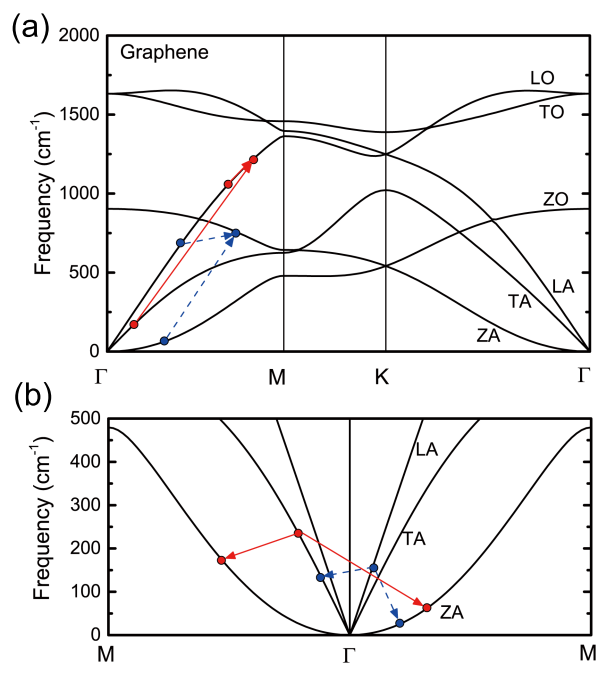 (a)
2000
Graphene
LO
1500
TO
Frequency (cm⁻¹)
1000
ZO
500
TA
LA
ZA
0
Γ
M
K
Γ
(b)
500
400
LA
300
Frequency (cm⁻¹)
200
TA
100
ZA
0
M
Γ
M